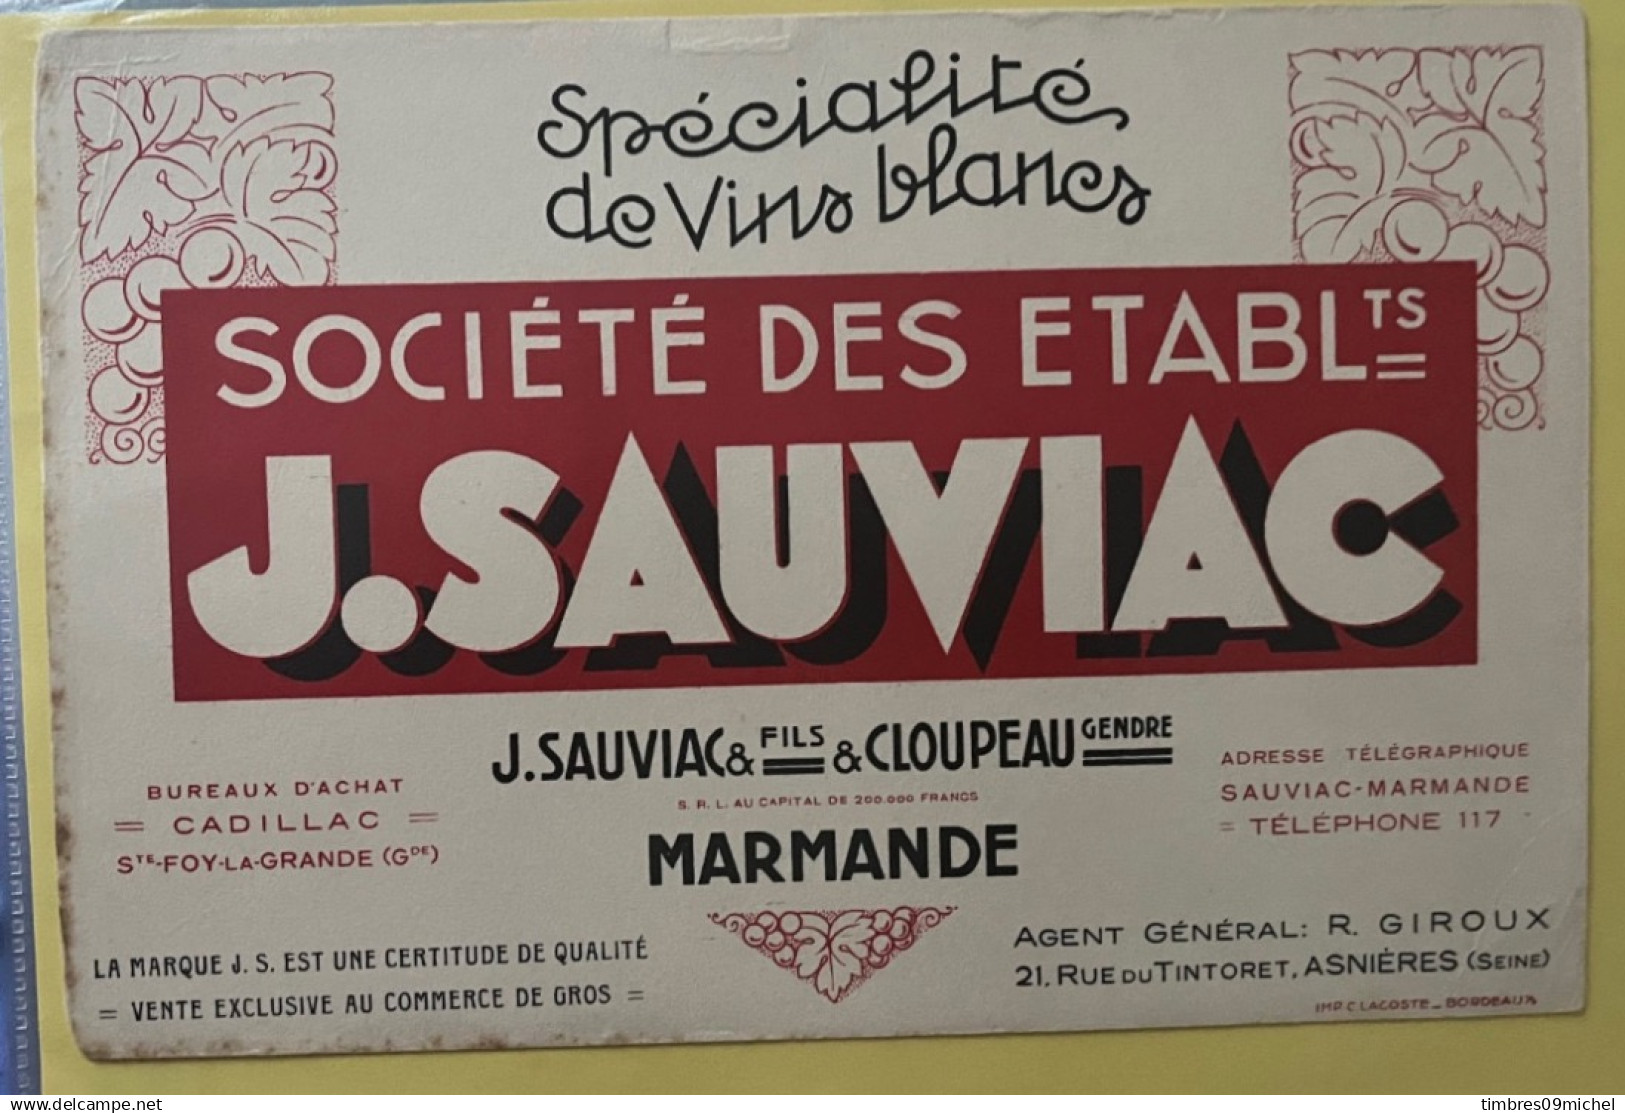 Spécialité
de Vins blancs
SOCIÉTÉ DES ETABLTS
J. SAUVIAC
J. SAUVIAC & FILS & CLOUPEAU GENDRE
S. R. L. AU CAPITAL DE 200.000 FRANCS
MARMANDE
BUREAUX D'ACHAT
= CADILLAC =
STE-FOY-LA-GRANDE (GDE)
ADRESSE TÉLÉGRAPHIQUE
SAUVIAC-MARMANDE
= TÉLÉPHONE 117
LA MARQUE J. S. EST UNE CERTITUDE DE QUALITÉ
= VENTE EXCLUSIVE AU COMMERCE DE GROS =
AGENT GÉNÉRAL: R. GIROUX
21, RUE DU TINTORET, ASNIÈRES (SEINE)
IMP. C. LACOSTE _ BORDEAUX
Delcampe.net
timbres09michel